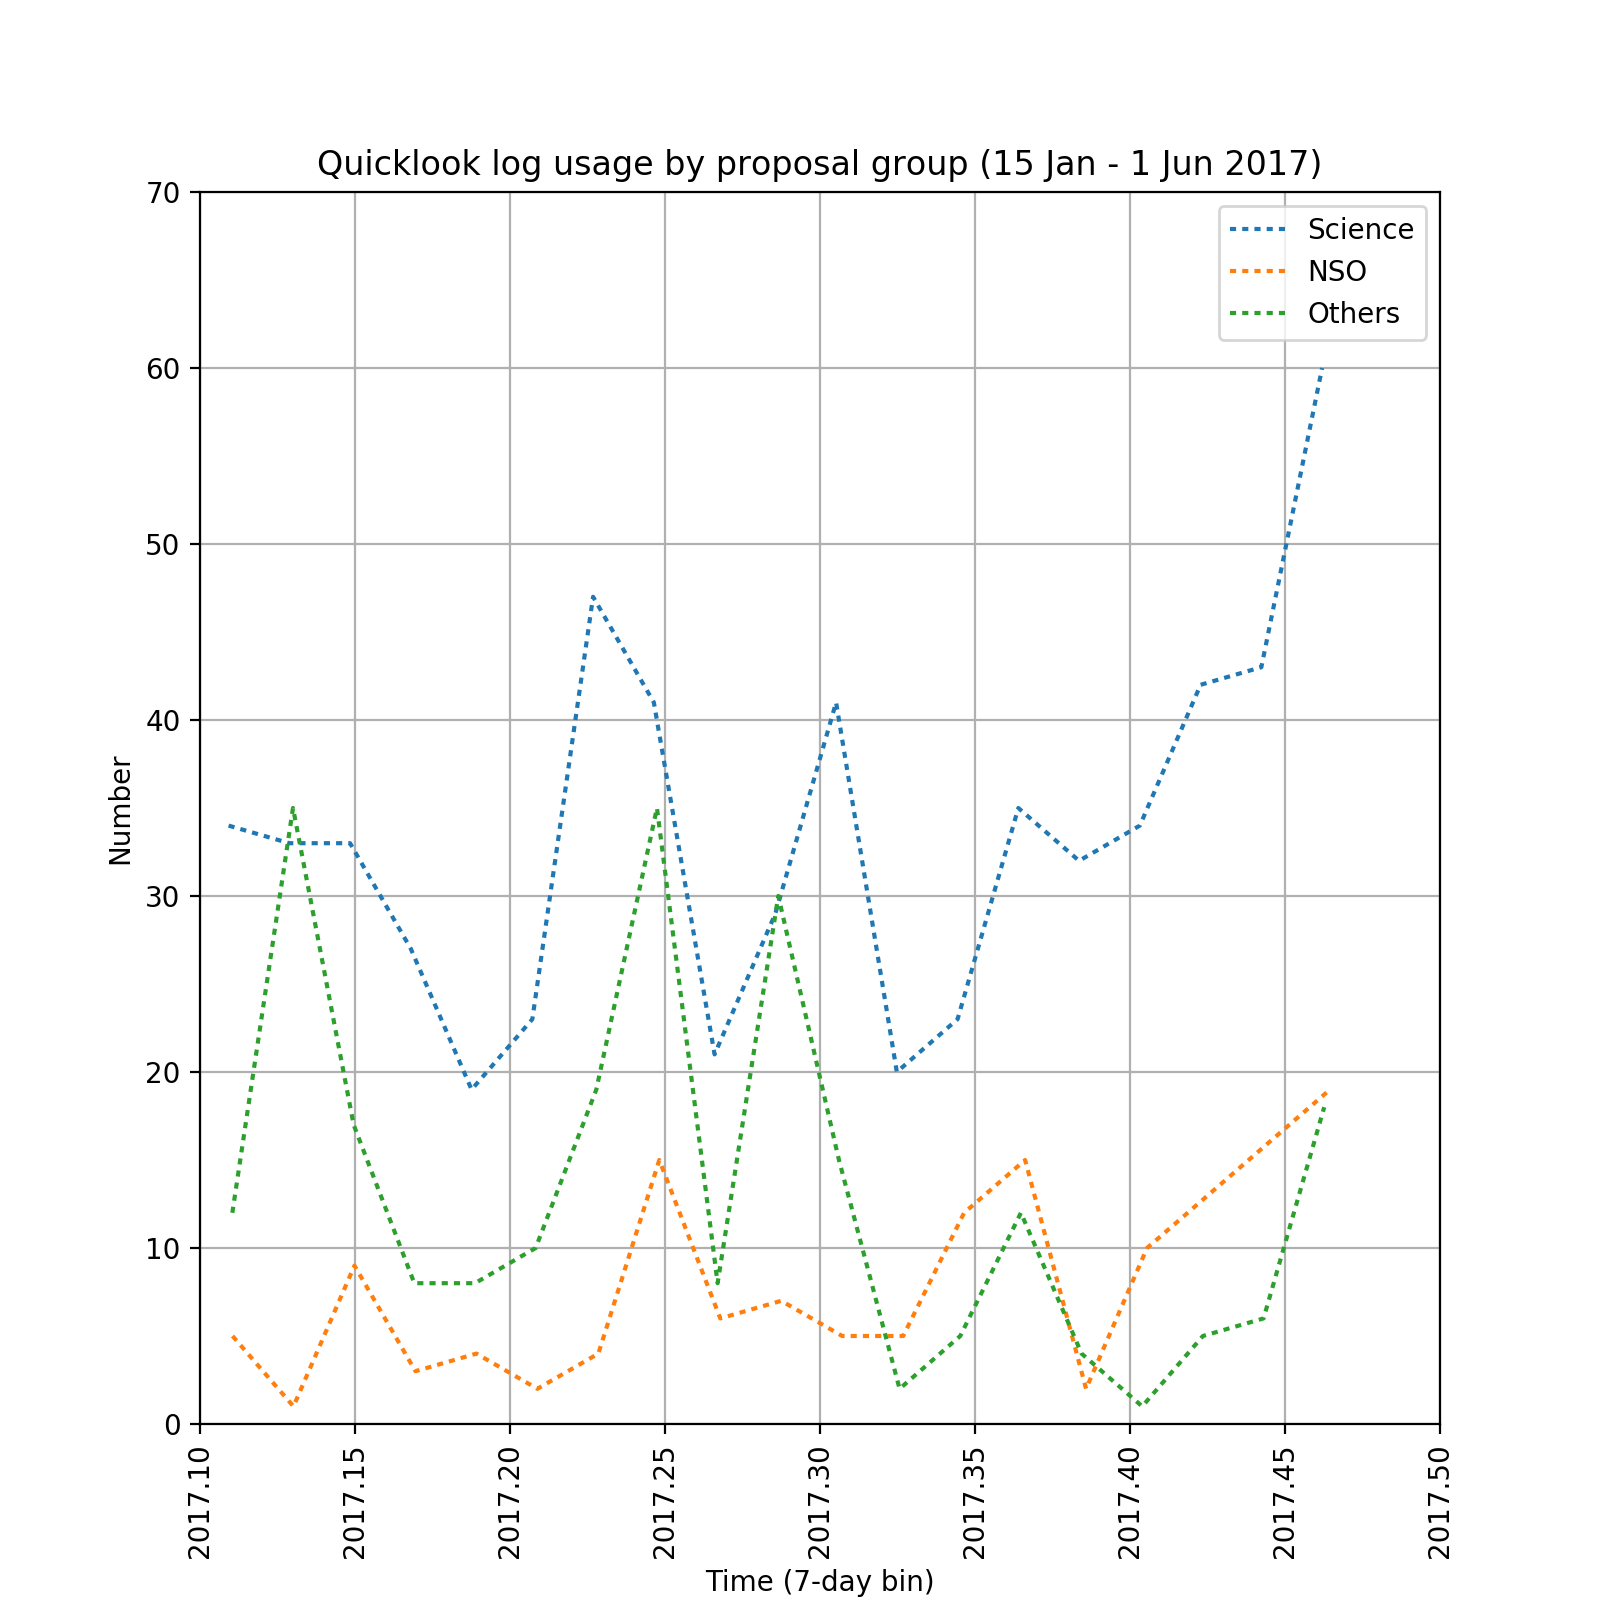 Quicklook log usage by proposal group (15 Jan - 1 Jun 2017)
70
60
50
40
30
20
10
0
Number
Science
NSO
Others
2017.10
2017.15
2017.20
2017.25
2017.30
2017.35
2017.40
2017.45
2017.50
Time (7-day bin)